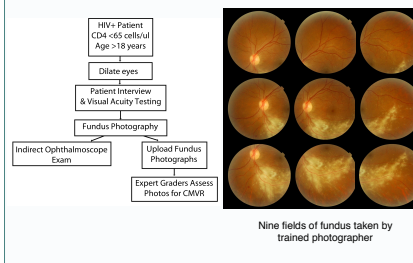 HIV+ Patient
CD4 <65 cells/ul
Age >18 years
Dilate eyes
Patient Interview
& Visual Acuity Testing
Fundus Photography
Indirect Ophthalmoscope
Exam
Upload Fundus
Photographs
Expert Graders Assess
Photos for CMVR
Nine fields of fundus taken by
trained photographer